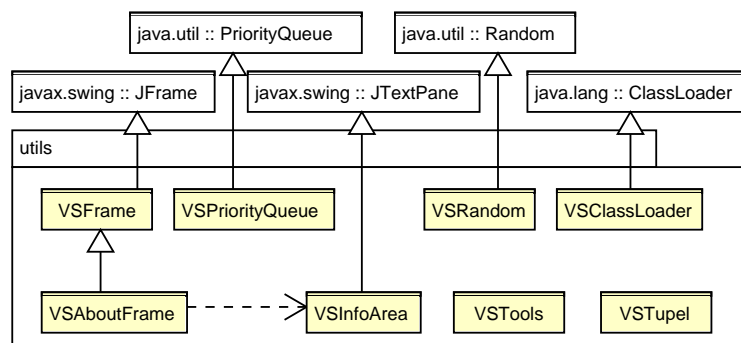 java.util :: PriorityQueue
java.util :: Random
javax.swing :: JFrame
javax.swing :: JTextPane
java.lang :: ClassLoader
utils
VSFrame
VSPriorityQueue
VSRandom
VSClassLoader
VSAboutFrame
VSInfoArea
VSTools
VSTupel